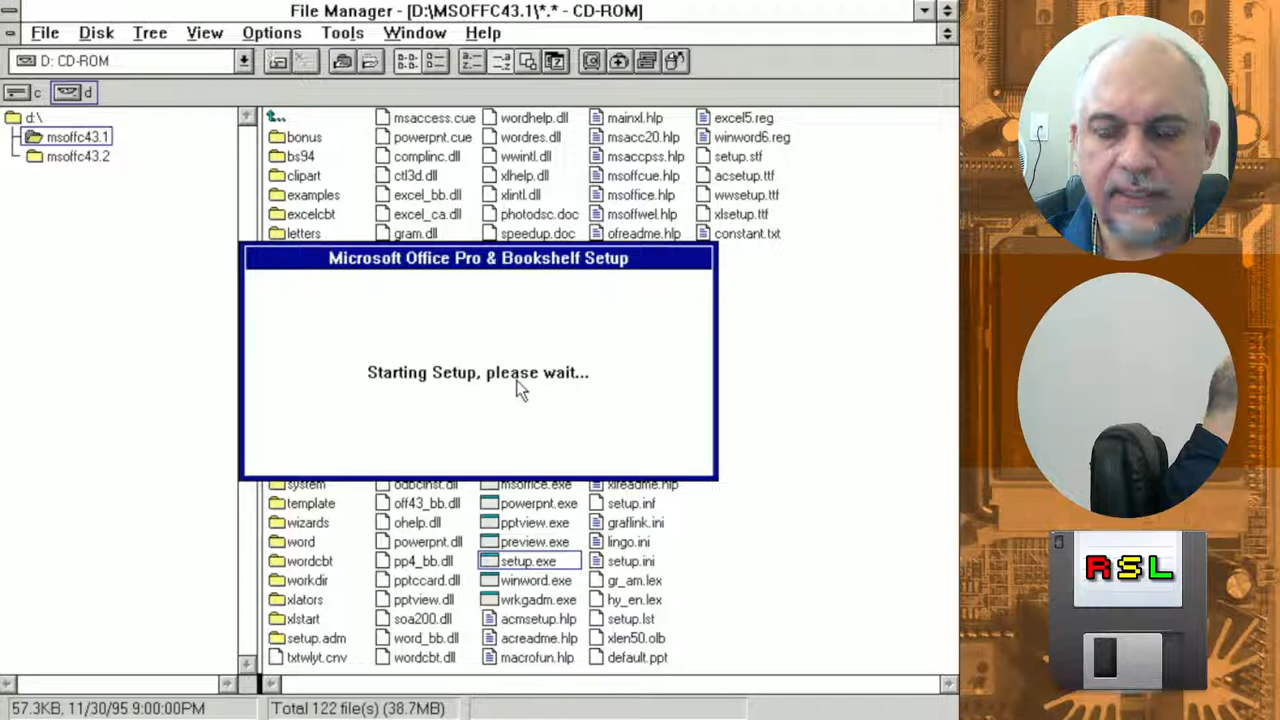 File Manager - [D:\MSOFFC43.1\*.* - CD-ROM]
File Disk Tree View Options Tools Window Help
D: CD-ROM
c d
d:\
msoffc43.1
msoffc43.2
bonus
bs94
clipart
examples
excelcbt
letters
msaccess.cue
powerpnt.cue
complinc.dll
ctl3d.dll
excel_bb.dll
excel_ca.dll
gram.dll
wordhelp.dll
wordres.dll
wwintl.dll
xlhelp.dll
xlintl.dll
photodsc.doc
speedup.doc
mainxl.hlp
msacc20.hlp
msaccpss.hlp
msoffcue.hlp
msoffice.hlp
msoffwel.hlp
ofreadme.hlp
excel5.reg
winword6.reg
setup.stf
acsetup.ttf
wwsetup.ttf
xlsetup.ttf
constant.txt
Microsoft Office Pro & Bookshelf Setup
Starting Setup, please wait...
system
template
wizards
word
wordcbt
workdir
xlators
xlstart
setup.adm
txtwlyt.cnv
odbcinst.dll
off43_bb.dll
ohelp.dll
powerpnt.dll
pp4_bb.dll
pptccard.dll
pptview.dll
soa200.dll
word_bb.dll
wordcbt.dll
msoffice.exe
powerpnt.exe
pptview.exe
preview.exe
setup.exe
winword.exe
wrkgadm.exe
acmsetup.hlp
acreadme.hlp
macrofun.hlp
xlreadme.hlp
setup.inf
graflink.ini
lingo.ini
setup.ini
gr_am.lex
hy_en.lex
setup.lst
xlen50.olb
default.ppt
57.3KB, 11/30/95 9:00:00PM
Total 122 file(s) (38.7MB)
RSL